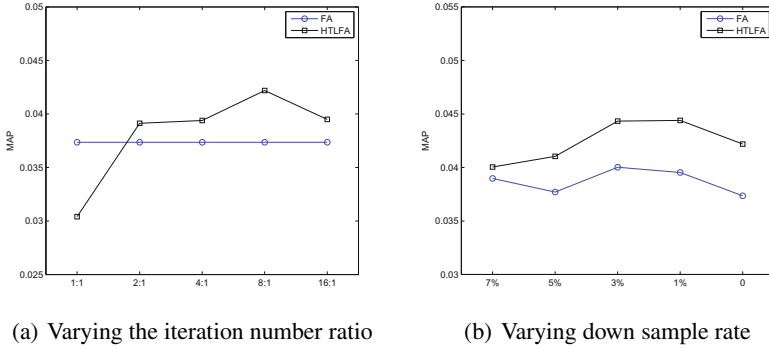 0.05
0.045
0.04
0.035
0.03
0.025
MAP
1:1 2:1 4:1 8:1 16:1
FA
HTLFA
(a) Varying the iteration number ratio
0.055
0.05
0.045
0.04
0.035
0.03
MAP
7% 5% 3% 1% 0
FA
HTLFA
(b) Varying down sample rate